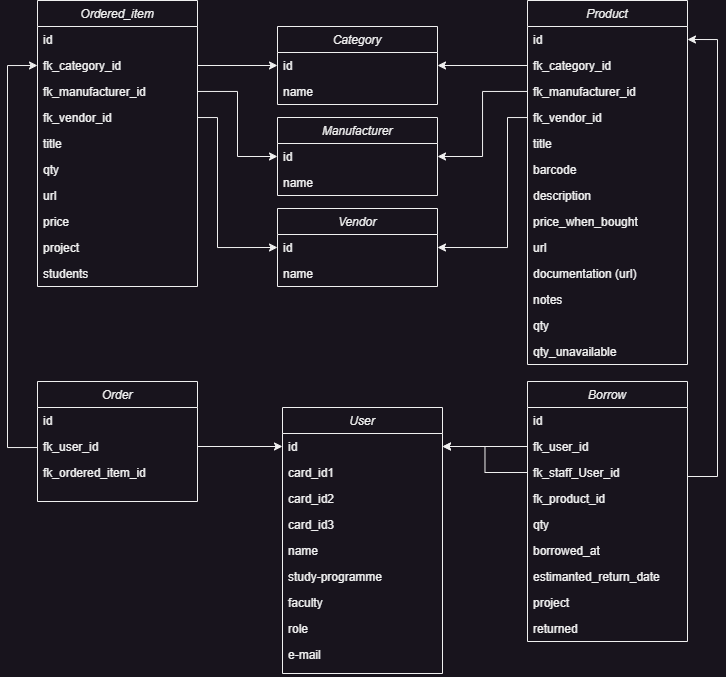 Ordered_item
id
fk_category_id
fk_manufacturer_id
fk_vendor_id
title
qty
url
price
project
students
Category
id
name
Manufacturer
id
name
Vendor
id
name
Product
id
fk_category_id
fk_manufacturer_id
fk_vendor_id
title
barcode
description
price_when_bought
url
documentation (url)
notes
qty
qty_unavailable
Order
id
fk_user_id
fk_ordered_item_id
User
id
card_id1
card_id2
card_id3
name
study-programme
faculty
role
e-mail
Borrow
id
fk_user_id
fk_staff_User_id
fk_product_id
qty
borrowed_at
estimanted_return_date
project
returned